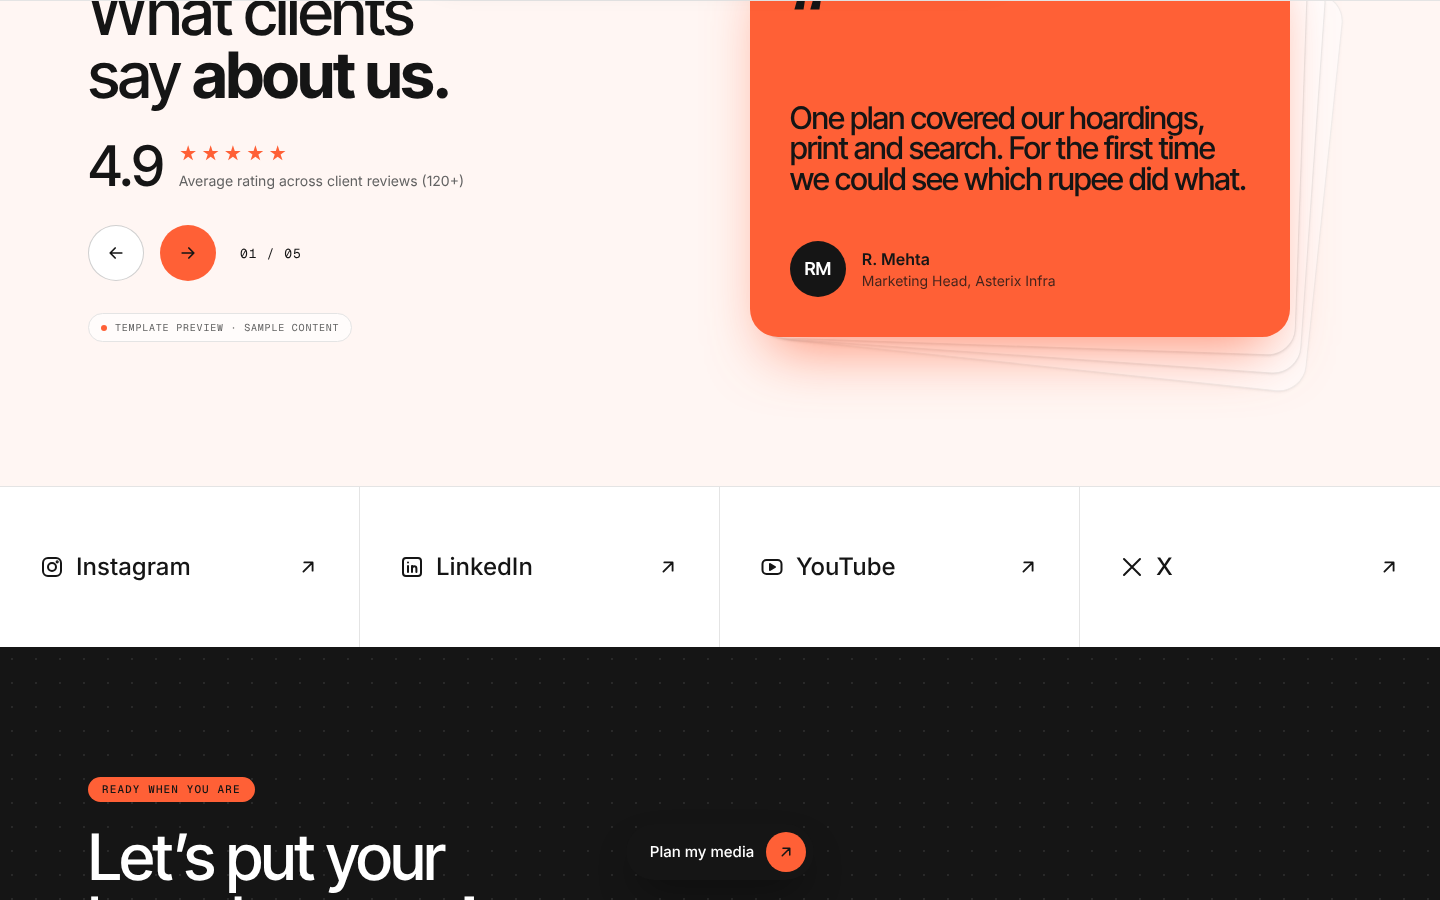 What clients
say about us.
4.9
Average rating across client reviews (120+)
01 / 05
TEMPLATE PREVIEW · SAMPLE CONTENT
One plan covered our hoardings,
print and search. For the first time
we could see which rupee did what.
RM
R. Mehta
Marketing Head, Asterix Infra
Instagram
LinkedIn
YouTube
X
READY WHEN YOU ARE
Let’s put your
Plan my media